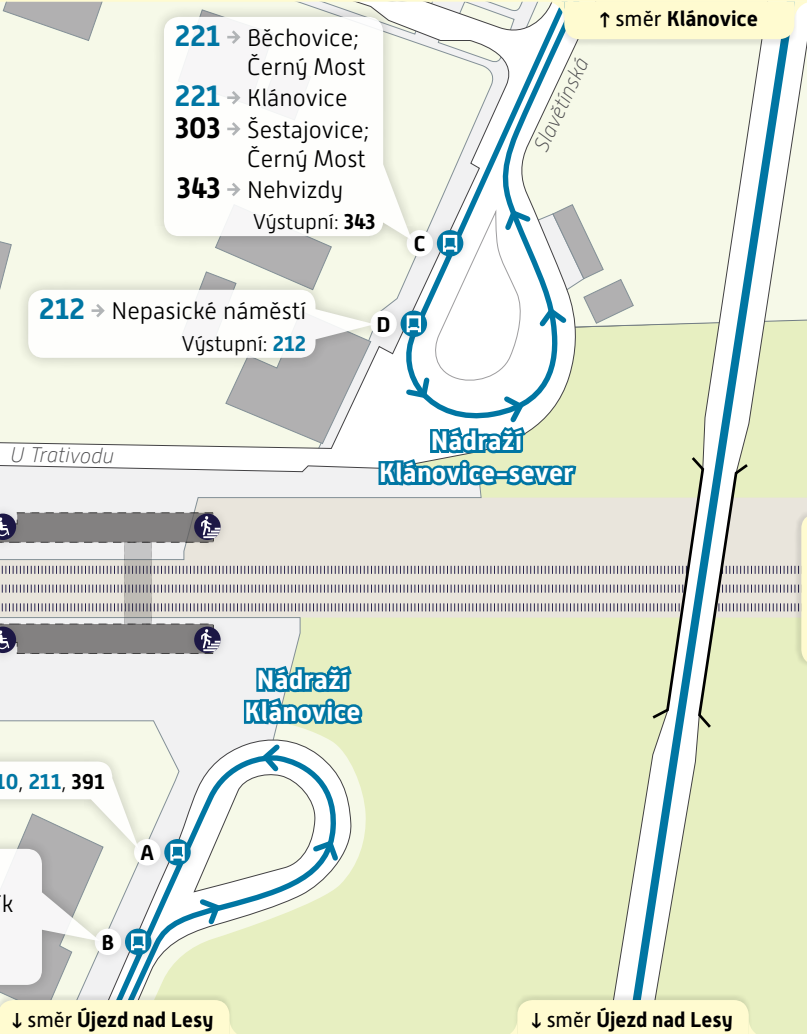 ↑ směr Klánovice
221 → Běchovice;
Černý Most
221 → Klánovice
303 → Šestajovice;
Černý Most
343 → Nehvizdy
Výstupní: 343
Slavětínská
C
212 → Nepasické náměstí
Výstupní: 212
D
Nádraží
Klánovice-sever
U Trativodu
Nádraží
Klánovice
10, 211, 391
A
B
↓ směr Újezd nad Lesy
↓ směr Újezd nad Lesy